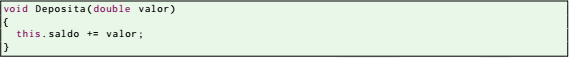 void Deposita(double valor)
{
  this.saldo += valor;
}